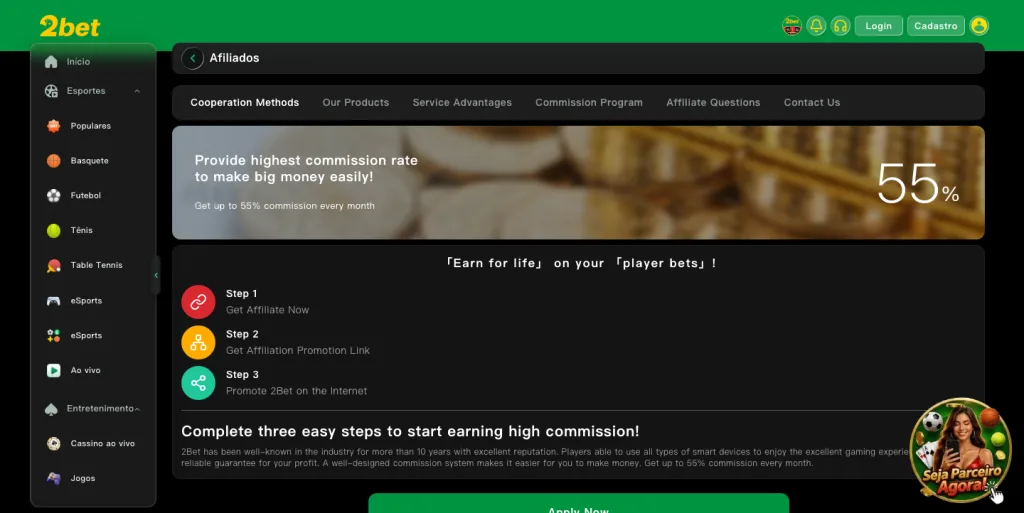 2bet
2bet
Login
Cadastro
Início
Esportes
Populares
Basquete
Futebol
Tênis
Table Tennis
eSports
eSports
Ao vivo
Entretenimento
Cassino ao vivo
Jogos
Afiliados
Cooperation Methods
Our Products
Service Advantages
Commission Program
Affiliate Questions
Contact Us
Provide highest commission rate
to make big money easily!
Get up to 55% commission every month
55%
「Earn for life」 on your 「player bets」!
Step 1
Get Affiliate Now
Step 2
Get Affiliation Promotion Link
Step 3
Promote 2Bet on the Internet
Complete three easy steps to start earning high commission!
2Bet has been well-known in the industry for more than 10 years with excellent reputation. Players able to use all types of smart devices to enjoy the excellent gaming
reliable guarantee for your profit. A well-designed commission system makes it easier for you to make money. Get up to 55% commission every month.
Apply Now
Seja Parceiro
Agora!